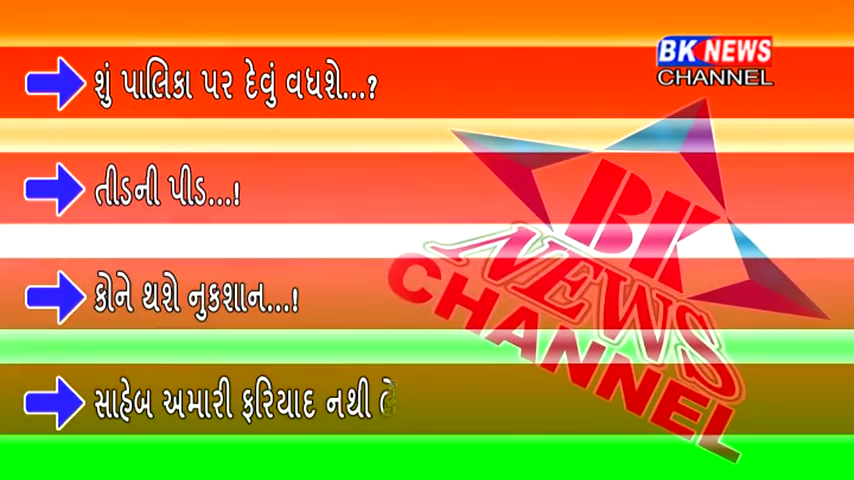 BK NEWS
CHANNEL
શું પાલિકા પર દેવું વધશે...?
તીડની પીડ...!
કોને થશે નુકશાન...!
સાહેબ અમારી ફરિયાદ નથી
BK
NEWS
CHANNEL